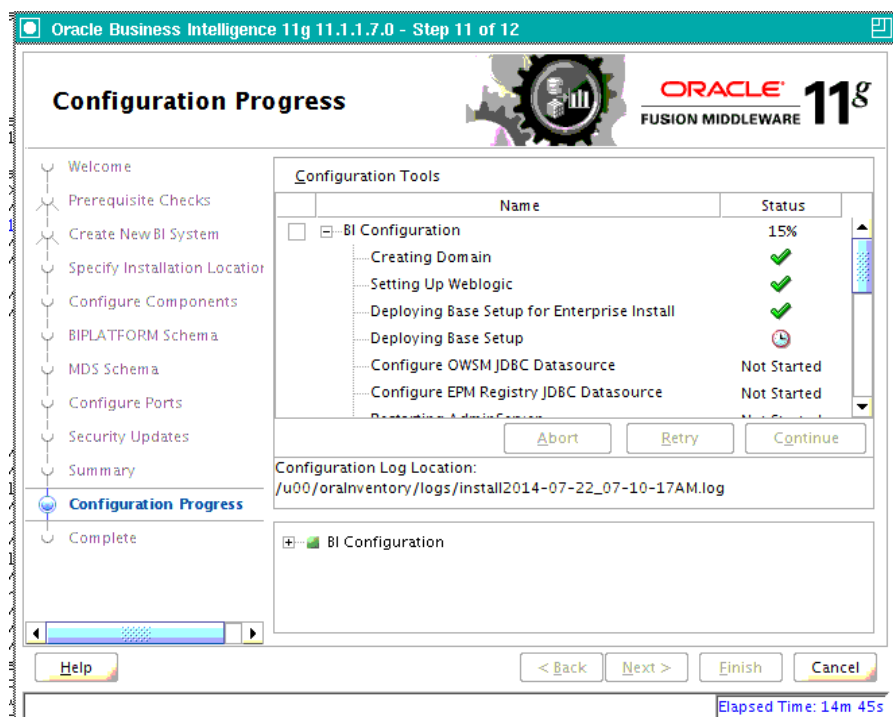 Oracle Business Intelligence 11g 11.1.1.7.0 - Step 11 of 12
Configuration Progress
ORACLE
FUSION MIDDLEWARE 11g
Welcome
Prerequisite Checks
Create New BI System
Specify Installation Location
Configure Components
BIPLATFORM Schema
MDS Schema
Configure Ports
Security Updates
Summary
Configuration Progress
Complete
Configuration Tools
Name Status
BI Configuration 15%
Creating Domain
Setting Up Weblogic
Deploying Base Setup for Enterprise Install
Deploying Base Setup
Configure OWSM JDBC Datasource Not Started
Configure EPM Registry JDBC Datasource Not Started
Abort Retry Continue
Configuration Log Location:
/u00/oraInventory/logs/install2014-07-22_07-10-17AM.log
BI Configuration
Help < Back Next > Finish Cancel
Elapsed Time: 14m 45s